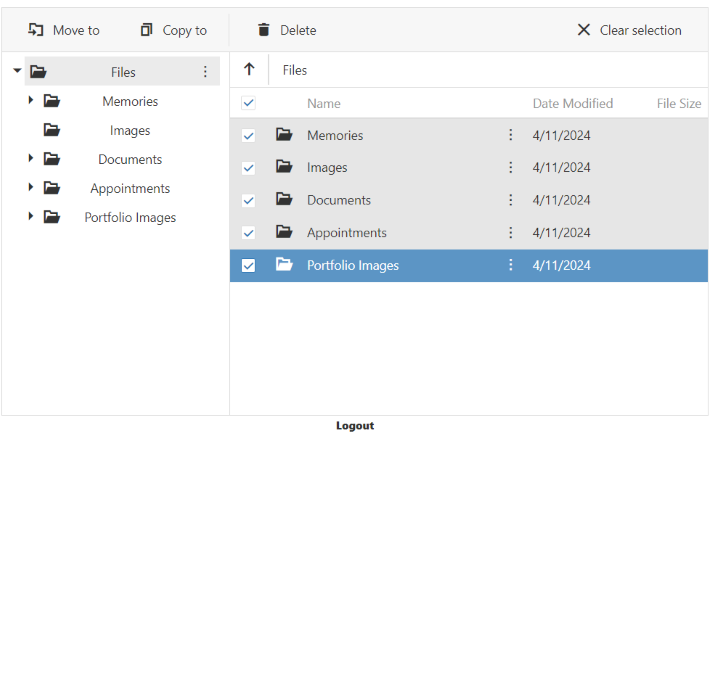 Move to Copy to Delete Clear selection
Files
Memories
Images
Documents
Appointments
Portfolio Images
Files
Name Date Modified File Size
Memories 4/11/2024
Images 4/11/2024
Documents 4/11/2024
Appointments 4/11/2024
Portfolio Images 4/11/2024
Logout